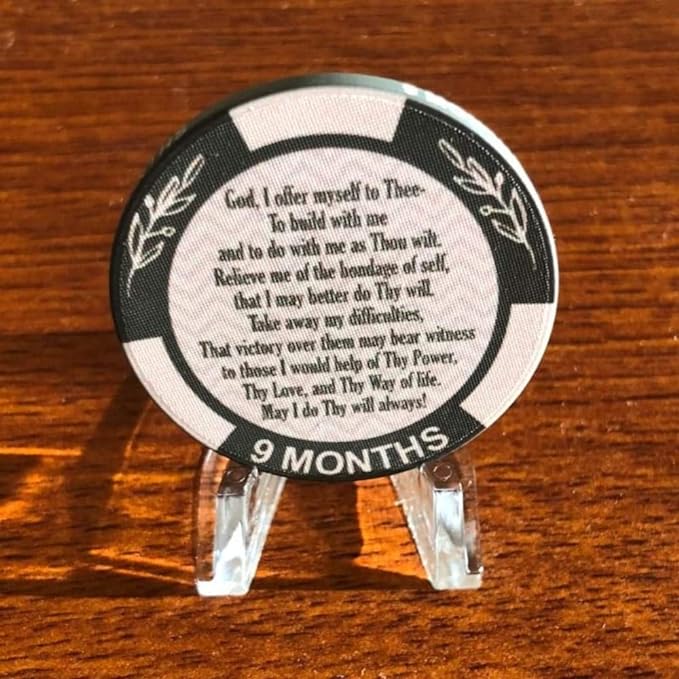 God, I offer myself to Thee-
To build with me
and to do with me as Thou wilt.
Relieve me of the bondage of self,
that I may better do Thy will.
Take away my difficulties,
That victory over them may bear witness
to those I would help of Thy Power,
Thy Love, and Thy Way of life.
May I do Thy will always!
9 MONTHS